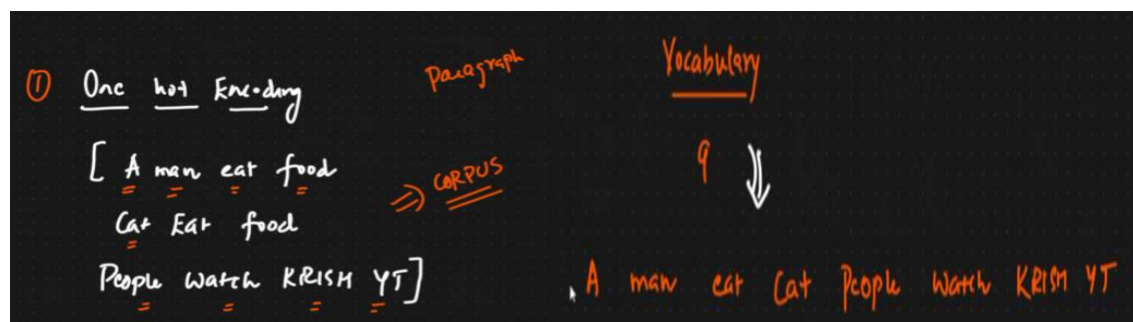 ① One hot Encoding
Paragraph
[ A man eat food
Cat Eat food
People watch KRISH YT]
⇒ CORPUS
Vocabulary
9
A man eat Cat People watch KRISH YT